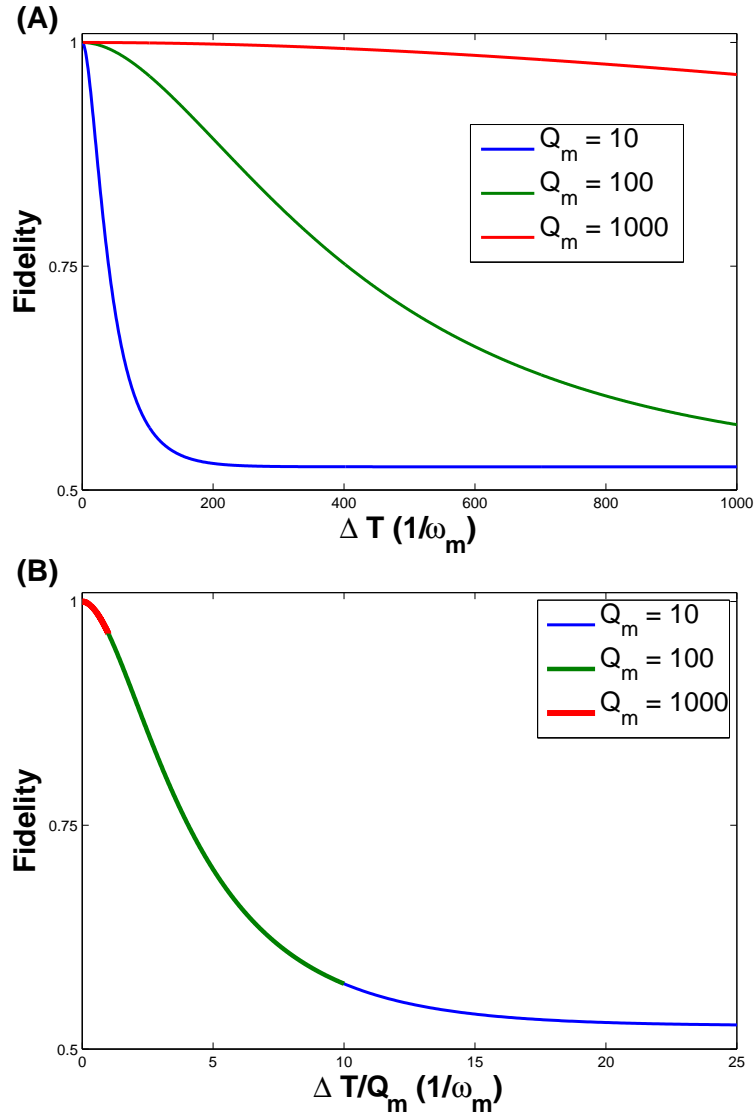 (A)
1
0.75
0.5
Fidelity
Q_m = 10
Q_m = 100
Q_m = 1000
0 200 400 600 800 1000
Δ T (1/ω_m)
(B)
1
0.75
0.5
Fidelity
Q_m = 10
Q_m = 100
Q_m = 1000
0 5 10 15 20 25
Δ T/Q_m (1/ω_m)